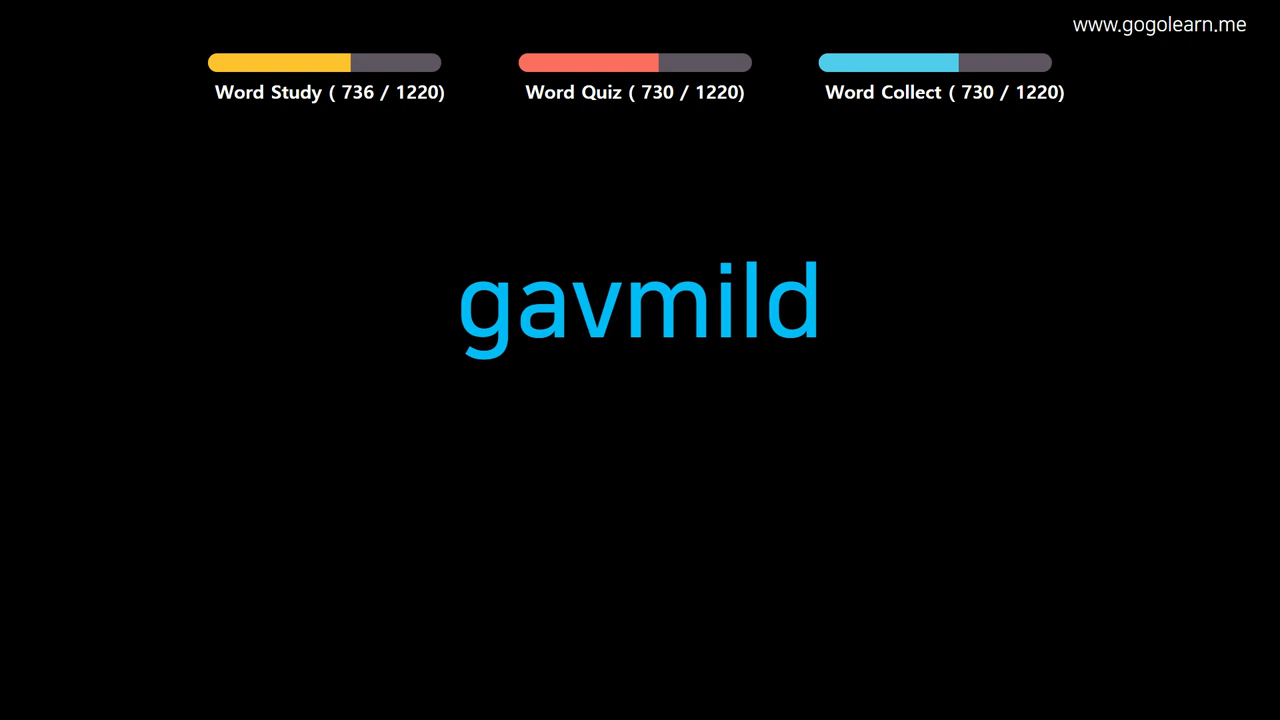 www.gogolearn.me
Word Study ( 736 / 1220)
Word Quiz ( 730 / 1220)
Word Collect ( 730 / 1220)
gavmild